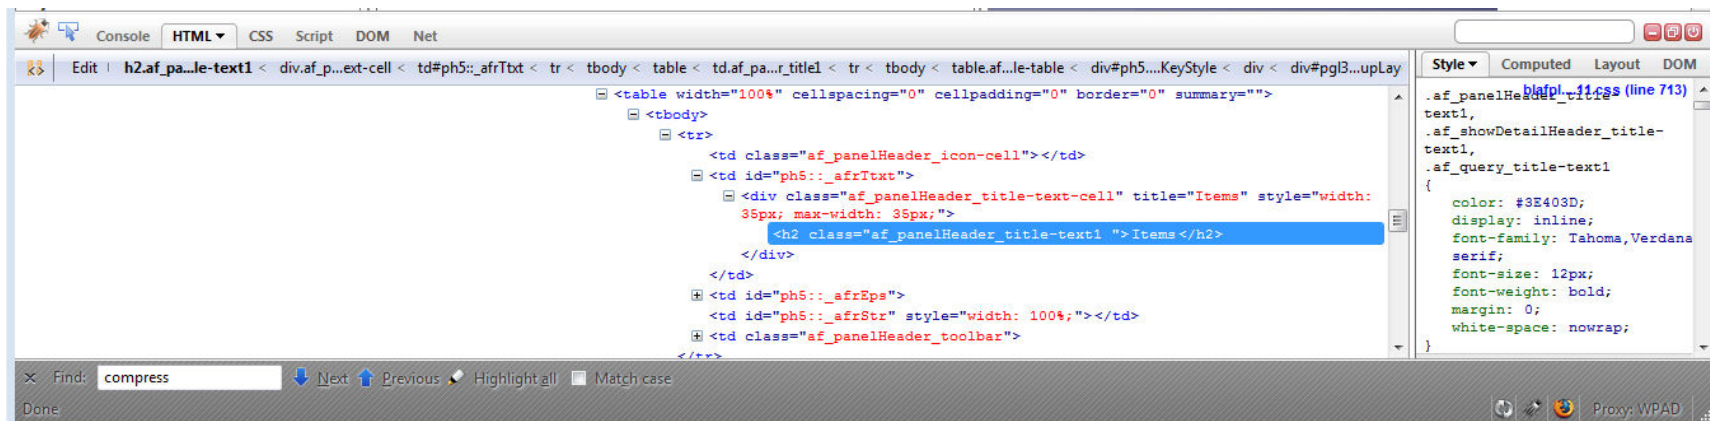 Console HTML CSS Script DOM Net
Edit h2.af_pa...le-text1 < div.af_p...ext-cell < td#ph5::_afrTtxt < tr < tbody < table < td.af_pa...r_title1 < tr < tbody < table.af...le-table < div#ph5....KeyStyle < div < div#pgl3...upLay
<table width="100%" cellspacing="0" cellpadding="0" border="0" summary="">
<tbody>
<tr>
<td class="af_panelHeader_icon-cell"></td>
<td id="ph5::_afrTtxt">
<div class="af_panelHeader_title-text-cell" title="Items" style="width:
35px; max-width: 35px;">
<h2 class="af_panelHeader_title-text1 ">Items</h2>
</div>
</td>
<td id="ph5::_afrEps">
<td id="ph5::_afrStr" style="width: 100%;"></td>
<td class="af_panelHeader_toolbar">
</tr>
Style Computed Layout DOM
blafpl...11.css (line 713)
.af_panelHeader_title-
text1,
.af_showDetailHeader_title-
text1,
.af_query_title-text1
{
color: #3E403D;
display: inline;
font-family: Tahoma,Verdana
serif;
font-size: 12px;
font-weight: bold;
margin: 0;
white-space: nowrap;
}
x Find: compress Next Previous Highlight all Match case
Done Proxy: WPAD